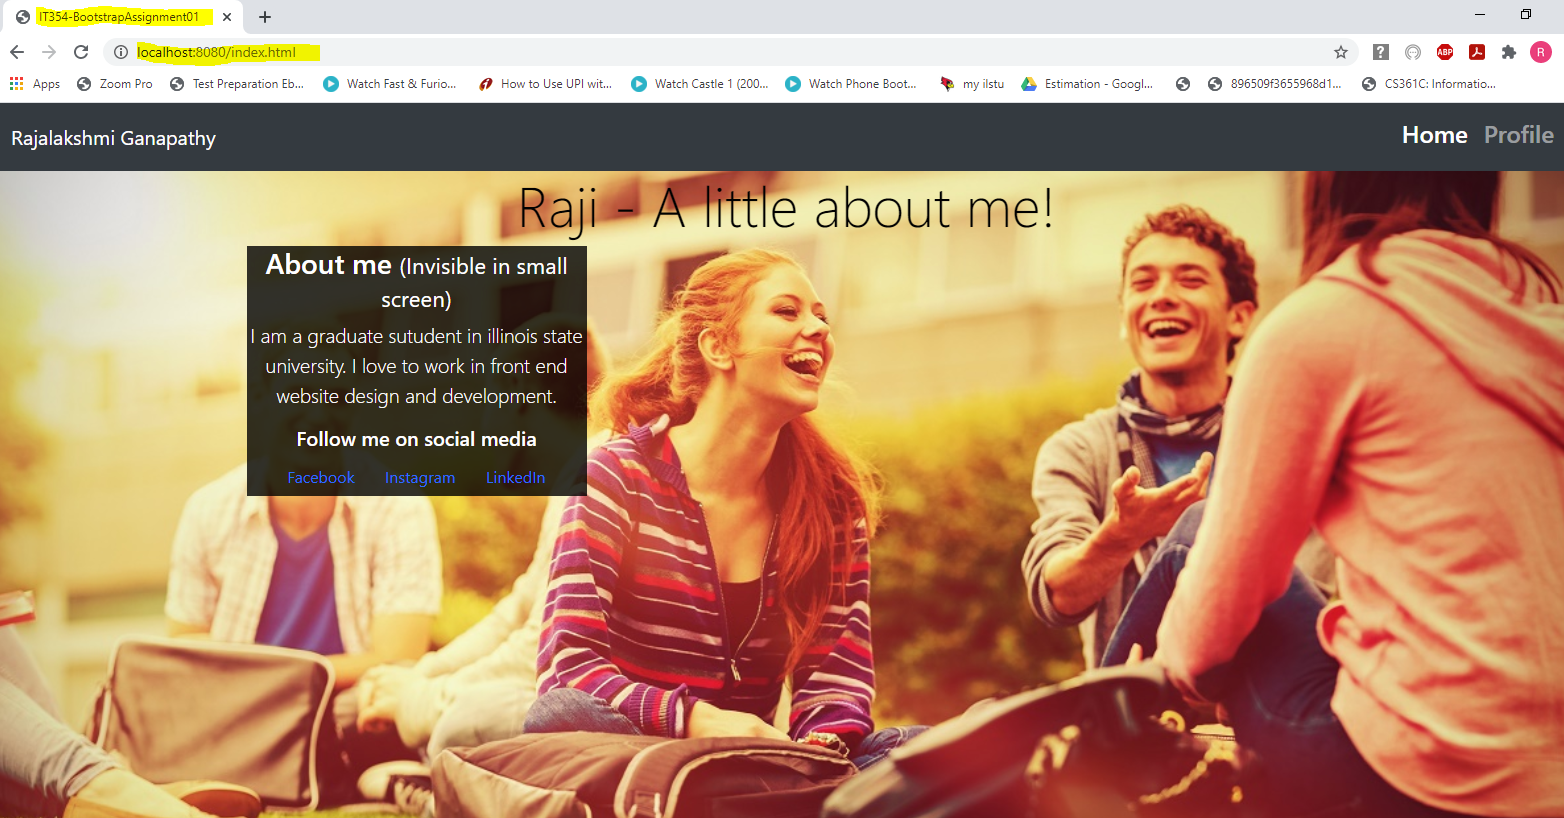 IT354-BootstrapAssignment01
localhost:8080/index.html
ABP
R
Apps
Zoom Pro
Test Preparation Eb...
Watch Fast & Furio...
How to Use UPI wit...
Watch Castle 1 (200...
Watch Phone Boot...
my ilstu
Estimation - Googl...
896509f3655968d1...
CS361C: Informatio...
Rajalakshmi Ganapathy
Home
Profile
Raji - A little about me!
About me (Invisible in small
screen)
I am a graduate sutudent in illinois state
university. I love to work in front end
website design and development.
Follow me on social media
Facebook Instagram LinkedIn